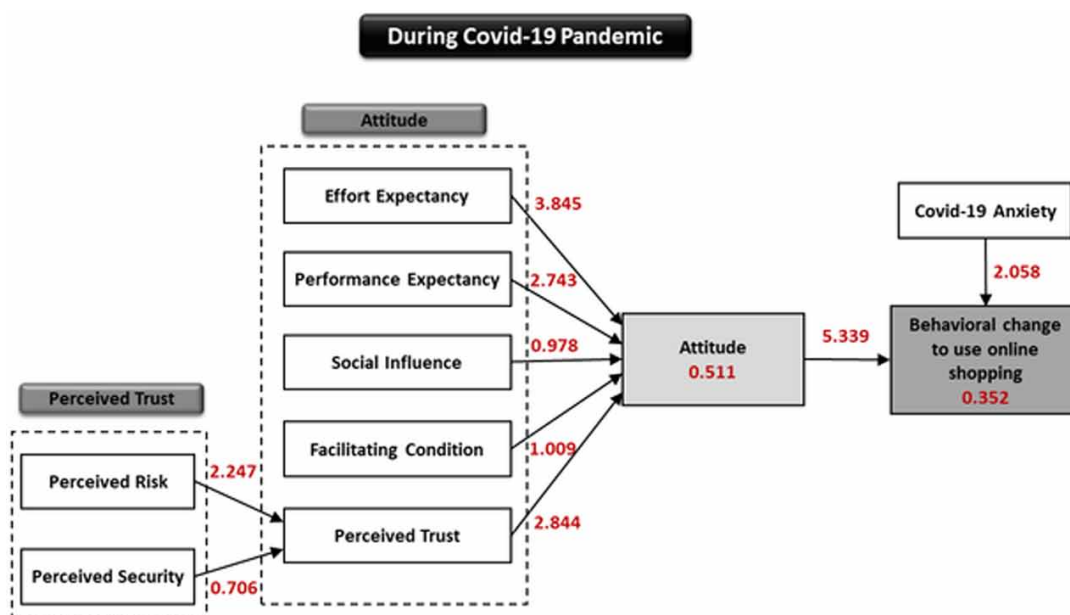 During Covid-19 Pandemic
Attitude
Effort Expectancy
3.845
Covid-19 Anxiety
Performance Expectancy
2.743
2.058
Social Influence
0.978
Attitude
0.511
5.339
Behavioral change
to use online
shopping
0.352
Perceived Trust
Facilitating Condition
1.009
Perceived Risk
2.247
Perceived Trust
2.844
Perceived Security
0.706